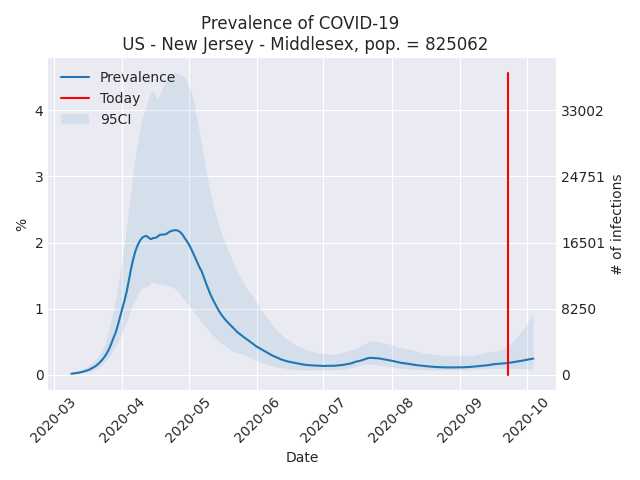 Prevalence of COVID-19
US - New Jersey - Middlesex, pop. = 825062
Prevalence
Today
95CI
4
3
2
1
0
%
33002
24751
16501
8250
0
# of infections
2020-03
2020-04
2020-05
2020-06
2020-07
2020-08
2020-09
2020-10
Date